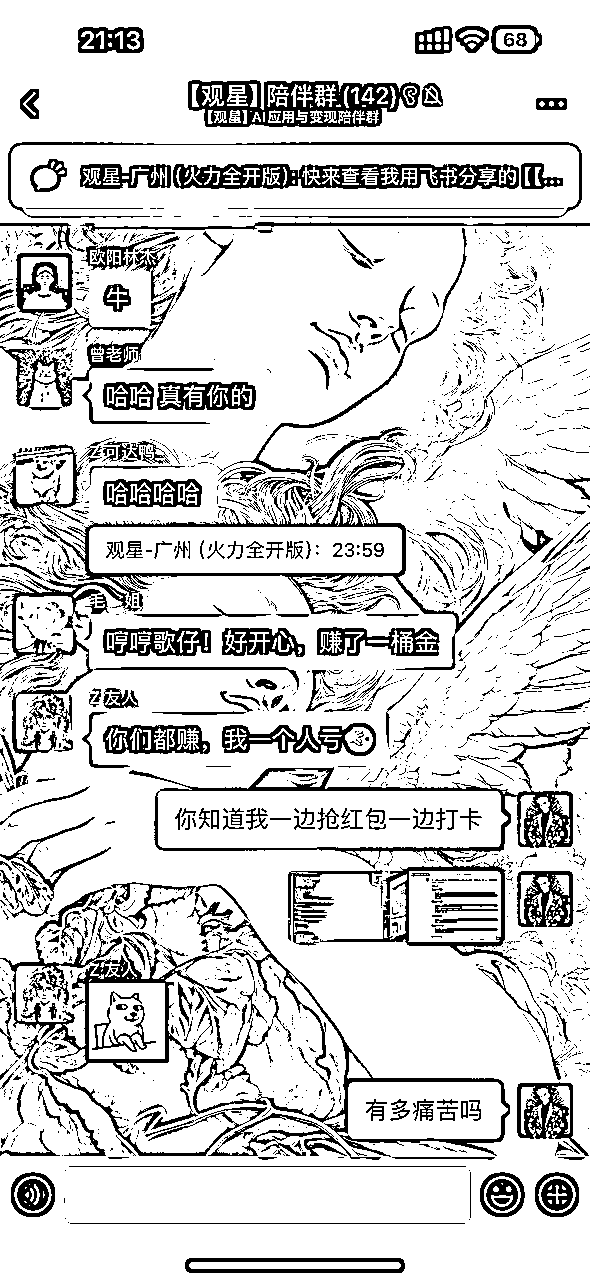 21:13
68
【观星】陪伴群(142)
【观星】AI应用与变现陪伴群
观星-广州（火力全开版）：快来查看我用飞书分享的【【...
欧阳林杰
牛
曾老师
哈哈 真有你的
Z可达鸭
哈哈哈哈
观星-广州（火力全开版）：23:59
哼哼歌仔！好开心，赚了一桶金
Z友人
你们都赚，我一个人亏
你知道我一边抢红包一边打卡
Z友人
有多痛苦吗